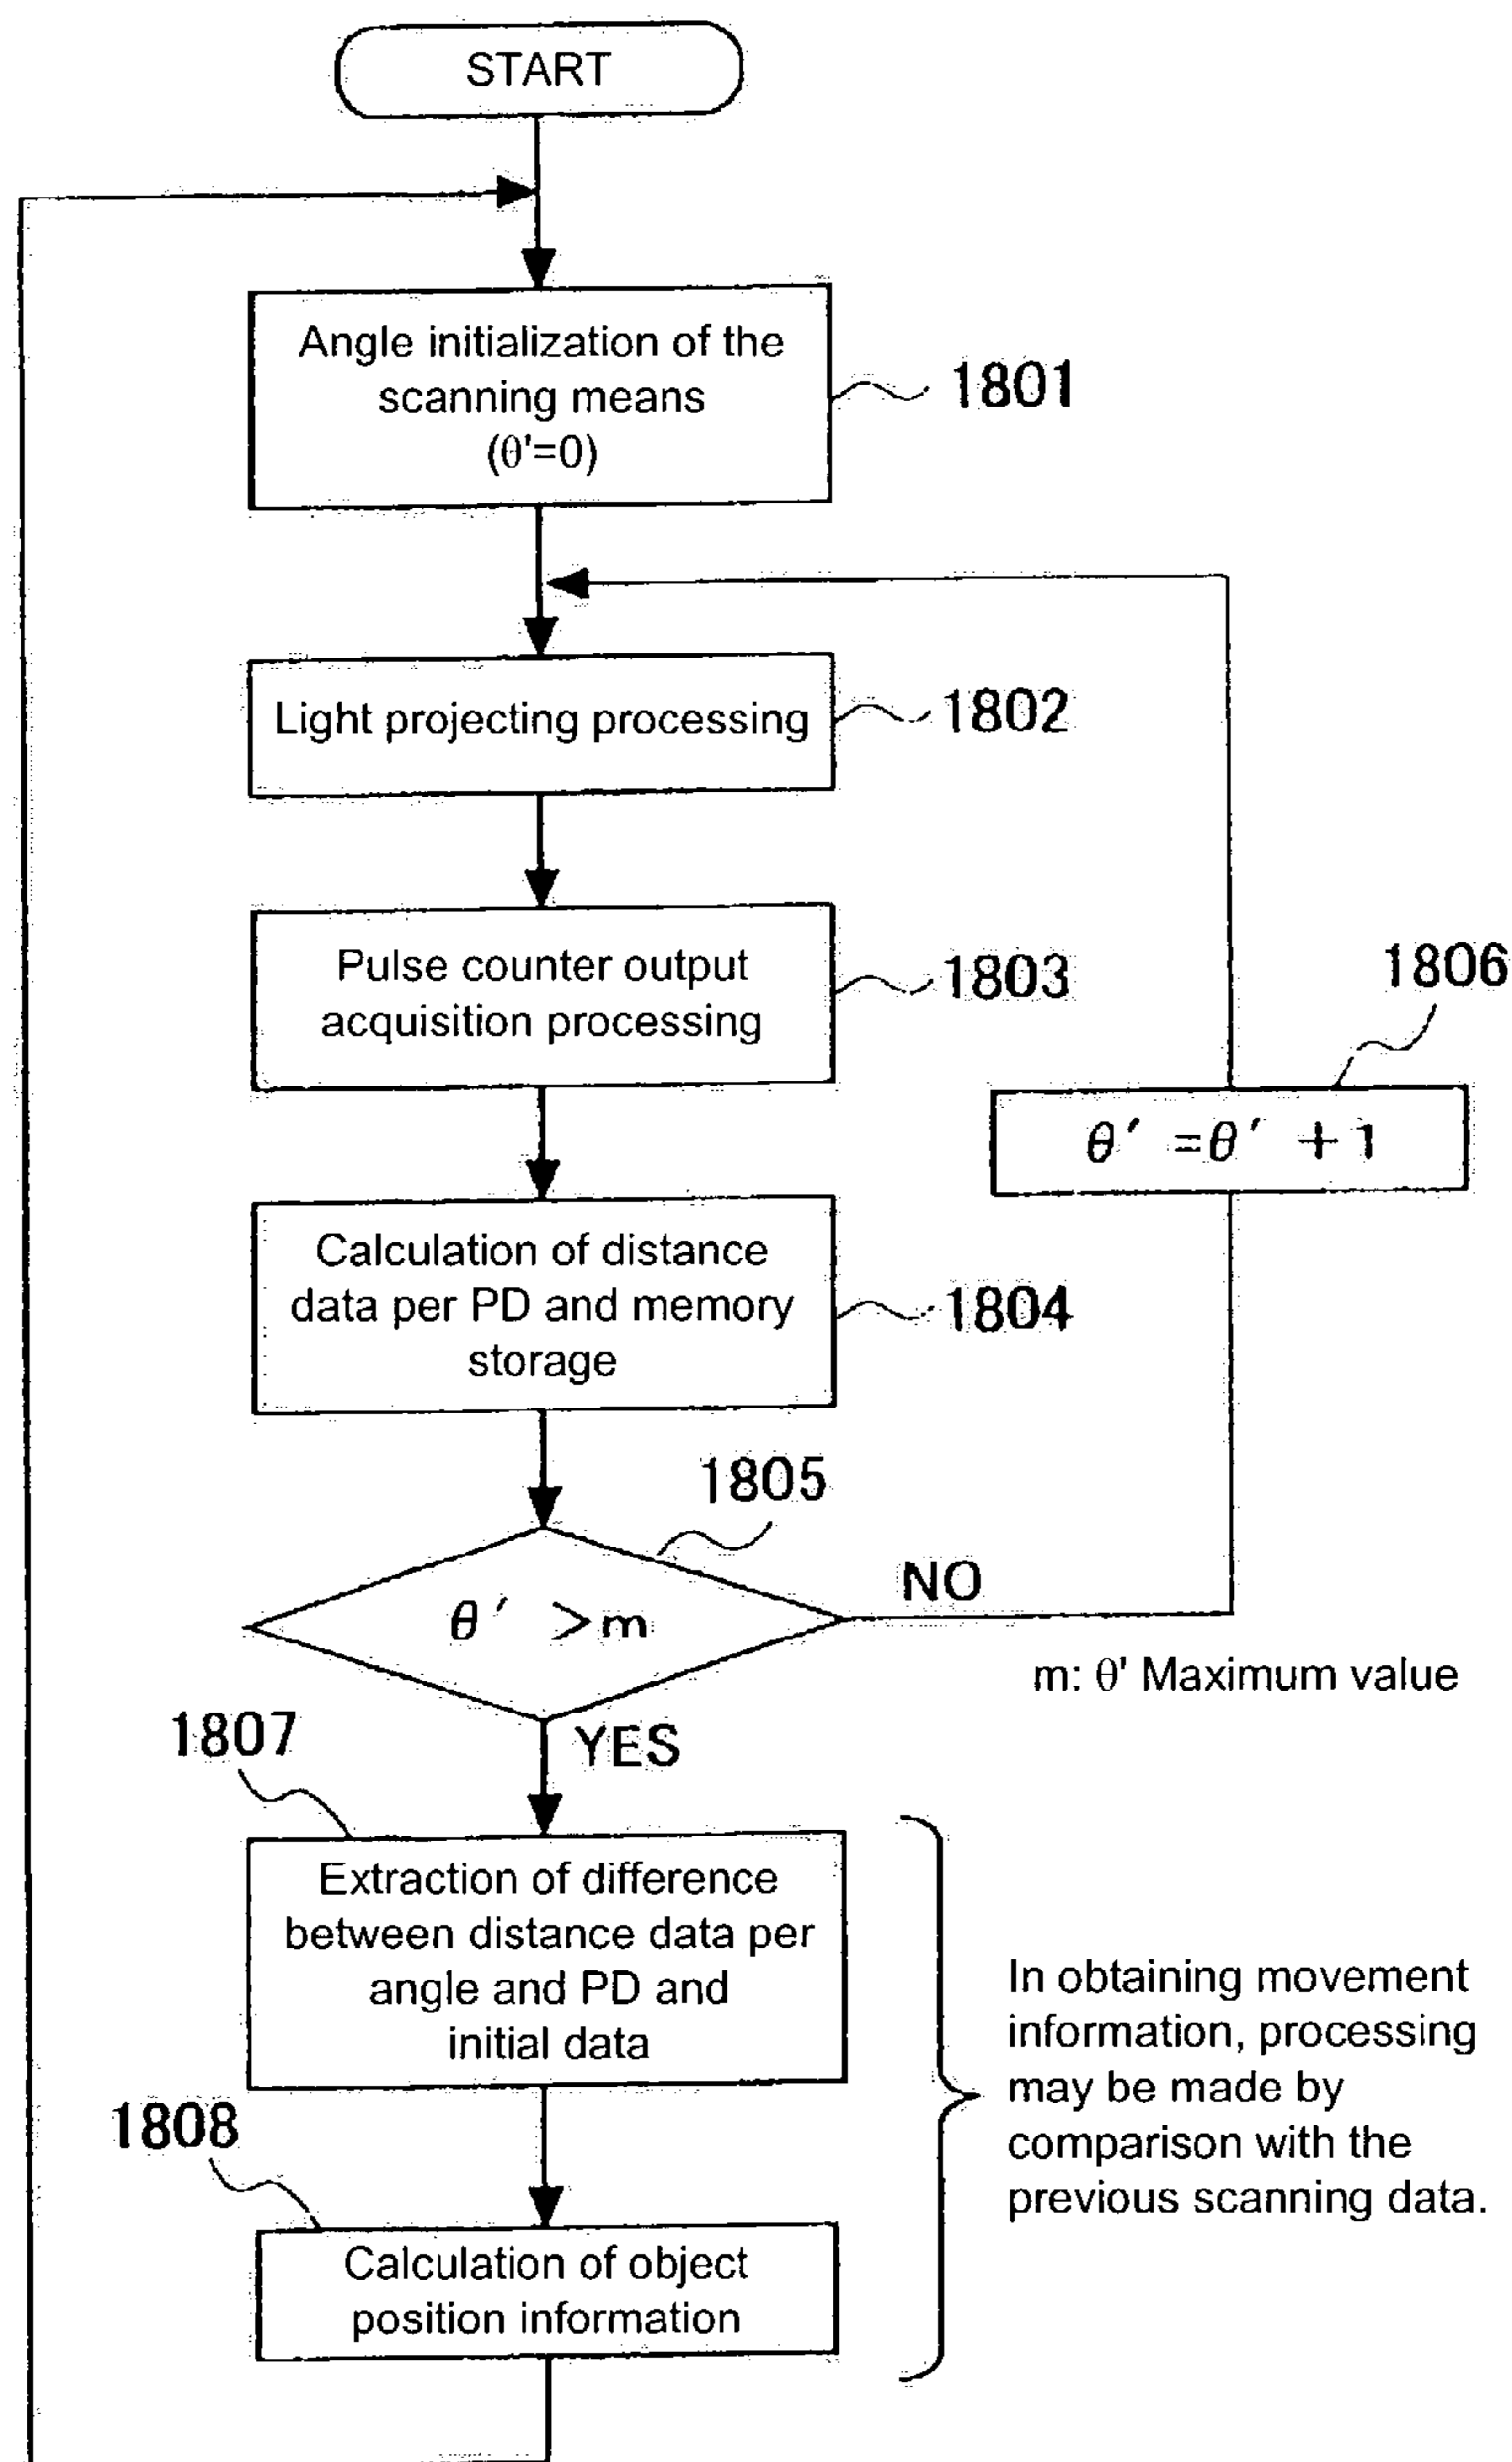 START
Angle initialization of the
scanning means
(θ'=0)
1801
Light projecting processing
1802
Pulse counter output
acquisition processing
1803
1806
θ′ =θ′ +1
Calculation of distance
data per PD and memory
storage
1804
1805
θ′ >m
NO
m: θ' Maximum value
YES
1807
Extraction of difference
between distance data per
angle and PD and
initial data
In obtaining movement
information, processing
may be made by
comparison with the
previous scanning data.
1808
Calculation of object
position information